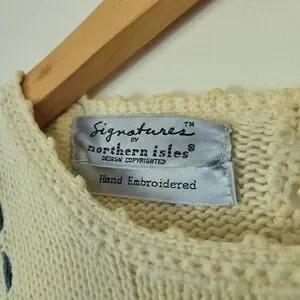 Signatures™
BY
northern isles®
DESIGN COPYRIGHTED
Hand Embroidered